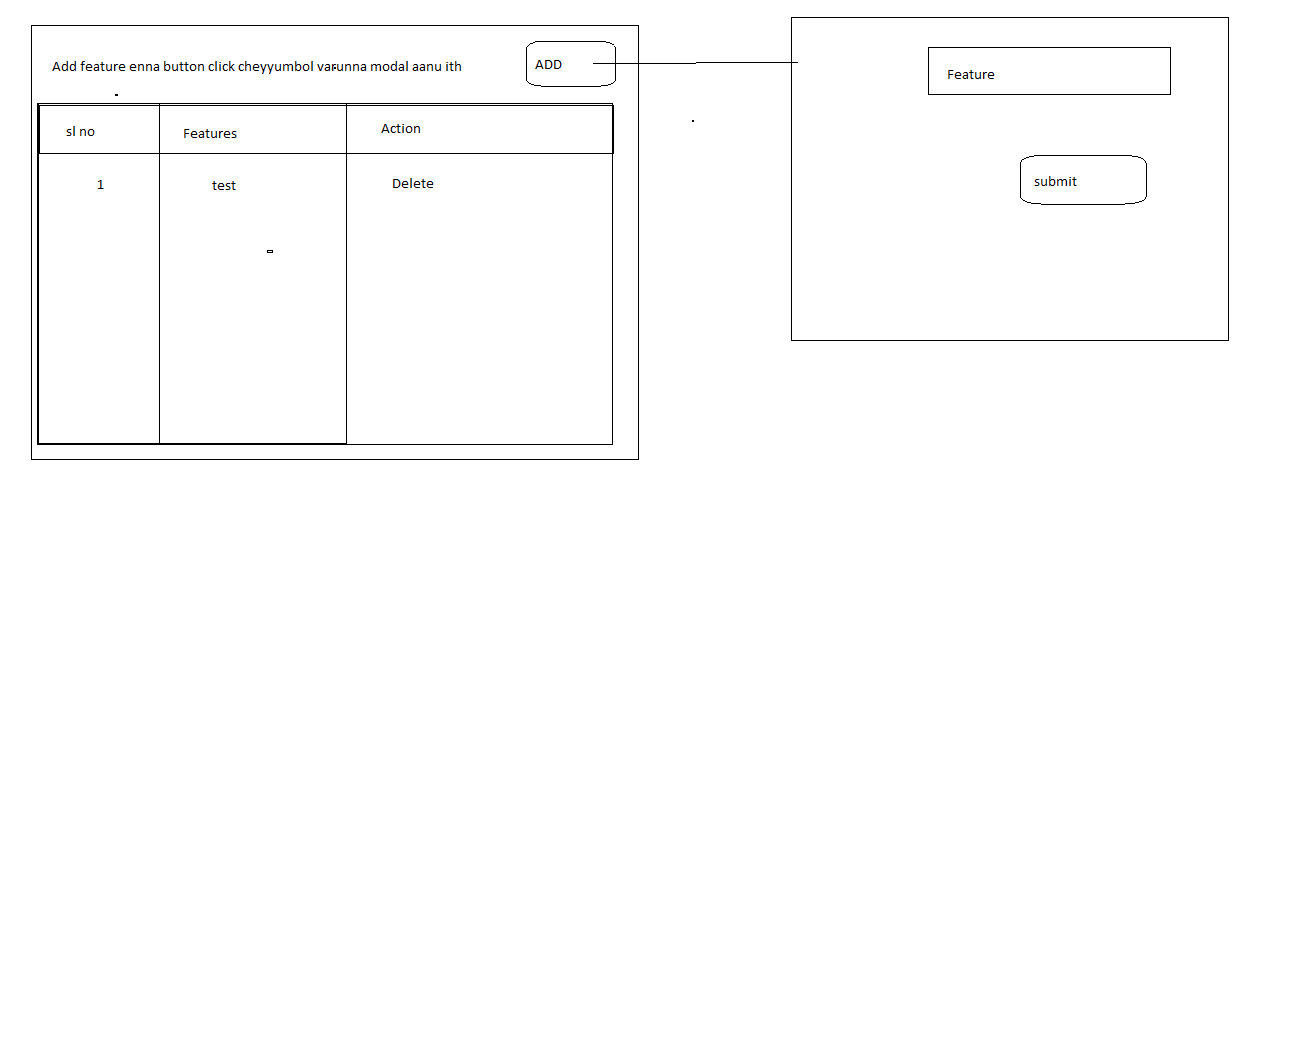 Add feature enna button click cheyyumbol varunna modal aanu ith
ADD
sl no
Features
Action
1
test
Delete
Feature
submit